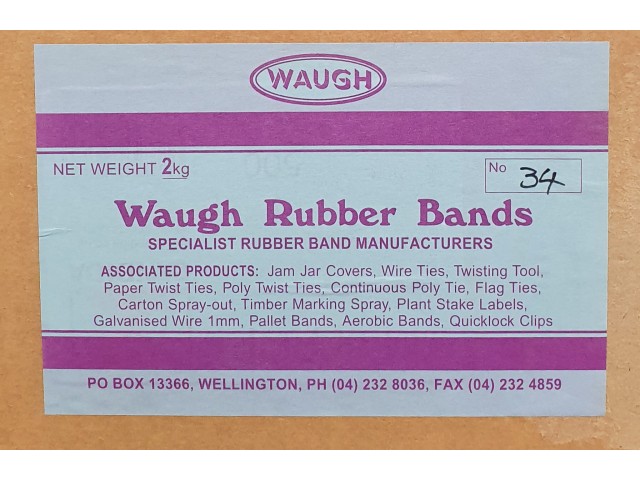 WAUGH
NET WEIGHT 2kg
No 34
Waugh Rubber Bands
SPECIALIST RUBBER BAND MANUFACTURERS
ASSOCIATED PRODUCTS: Jam Jar Covers, Wire Ties, Twisting Tool,
Paper Twist Ties, Poly Twist Ties, Continuous Poly Tie, Flag Ties,
Carton Spray-out, Timber Marking Spray, Plant Stake Labels,
Galvanised Wire 1mm, Pallet Bands, Aerobic Bands, Quicklock Clips
PO BOX 13366, WELLINGTON, PH (04) 232 8036, FAX (04) 232 4859